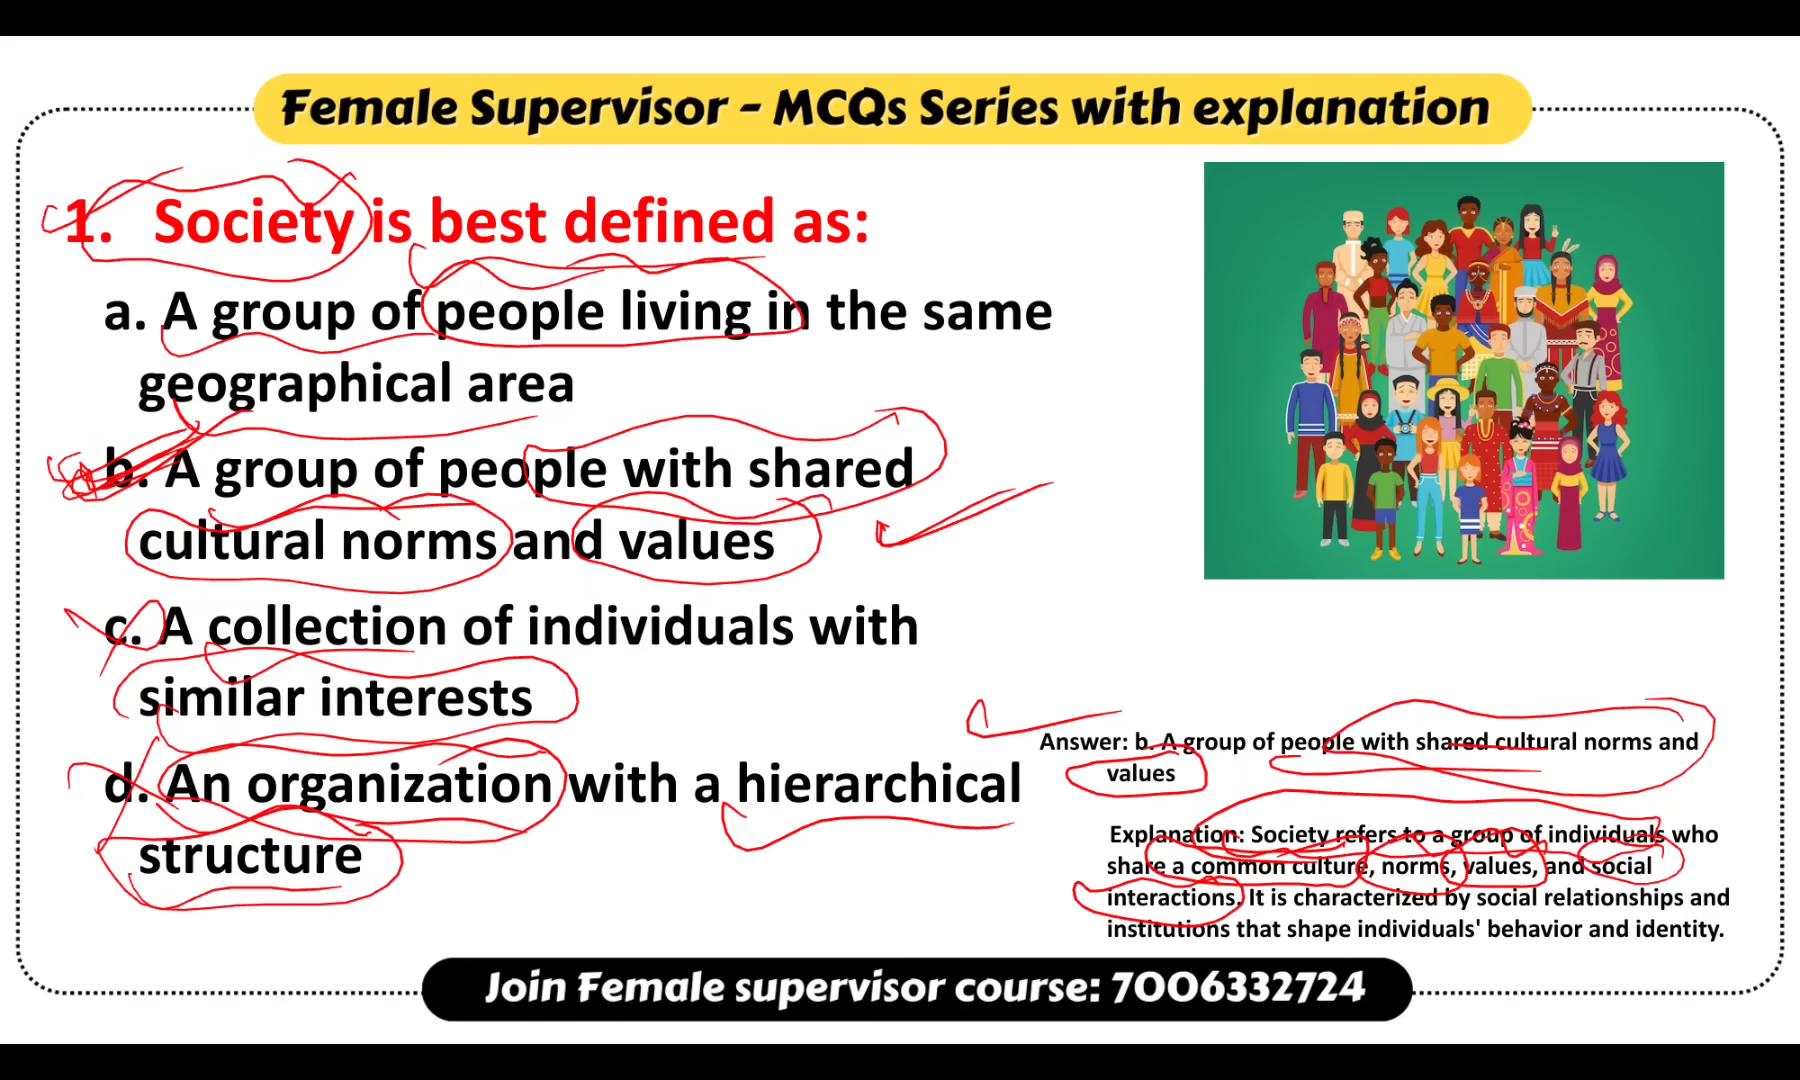 Female Supervisor - MCQs Series with explanation
1. Society is best defined as:
a. A group of people living in the same
geographical area
b. A group of people with shared
cultural norms and values
c. A collection of individuals with
similar interests
d. An organization with a hierarchical
structure
Answer: b. A group of people with shared cultural norms and
values
Explanation: Society refers to a group of individuals who
share a common culture, norms, values, and social
interactions. It is characterized by social relationships and
institutions that shape individuals' behavior and identity.
Join Female supervisor course: 7006332724